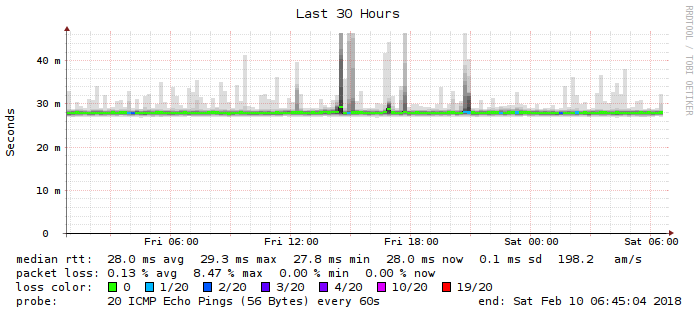 Last 30 Hours
RRDTOOL / TOBI OETIKER
Seconds
40 m
30 m
20 m
10 m
0
Fri 06:00 Fri 12:00 Fri 18:00 Sat 00:00 Sat 06:00
median rtt: 28.0 ms avg 29.3 ms max 27.8 ms min 28.0 ms now 0.1 ms sd 198.2 am/s
packet loss: 0.13 % avg 8.47 % max 0.00 % min 0.00 % now
loss color: 0 1/20 2/20 3/20 4/20 10/20 19/20
probe: 20 ICMP Echo Pings (56 Bytes) every 60s end: Sat Feb 10 06:45:04 2018